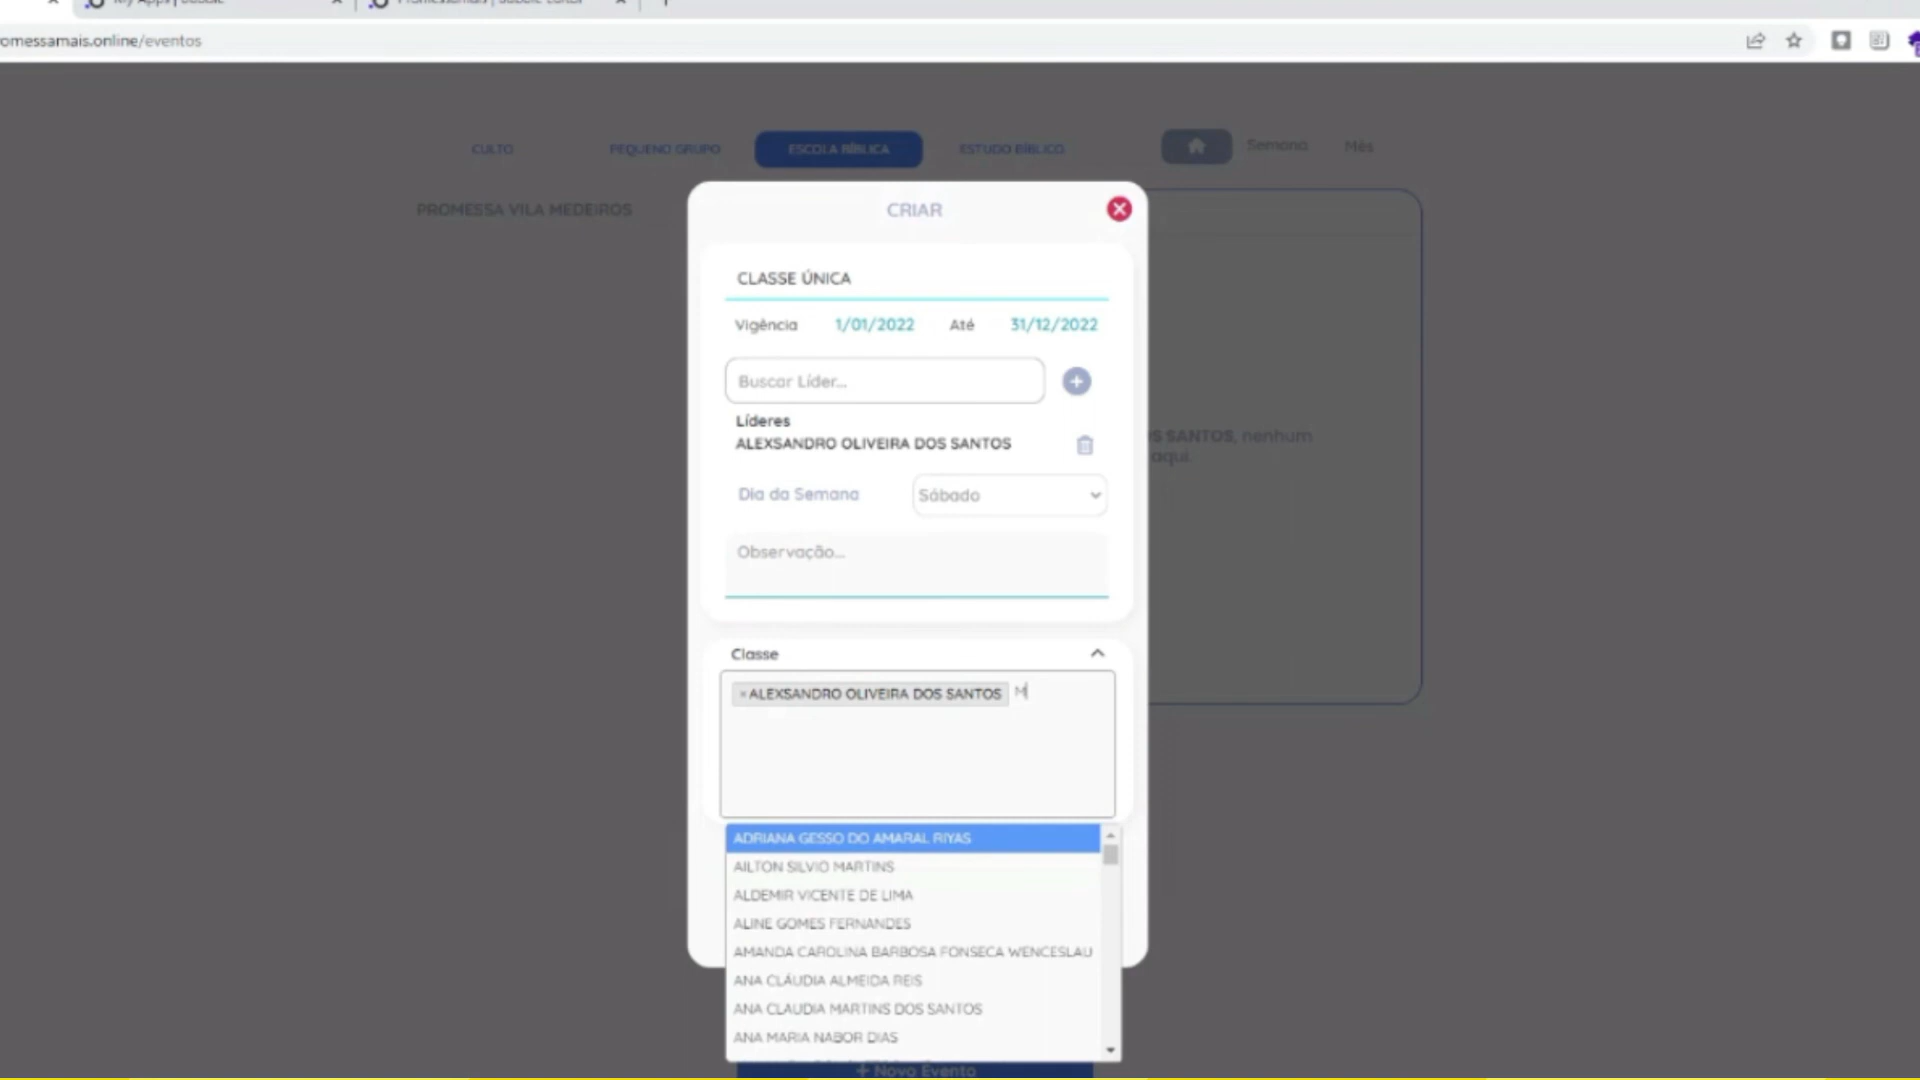 omessamais.online/eventos
CULTO
PEQUENO GRUPO
ESCOLA BÍBLICA
ESTUDO BÍBLICO
Semana
Mês
PROMESSA VILA MEDEIROS
CRIAR
CLASSE ÚNICA
Vigência 1/01/2022 Até 31/12/2022
Buscar Líder...
Líderes
ALEXSANDRO OLIVEIRA DOS SANTOS
OS SANTOS, nenhum
aqui.
Dia da Semana Sábado
Observação...
Classe
× ALEXSANDRO OLIVEIRA DOS SANTOS M
ADRIANA GESSO DO AMARAL RIYAS
AILTON SILVIO MARTINS
ALDEMIR VICENTE DE LIMA
ALINE GOMES FERNANDES
AMANDA CAROLINA BARBOSA FONSECA WENCESLAU
ANA CLÁUDIA ALMEIDA REIS
ANA CLAUDIA MARTINS DOS SANTOS
ANA MARIA NABOR DIAS
+ Novo Evento